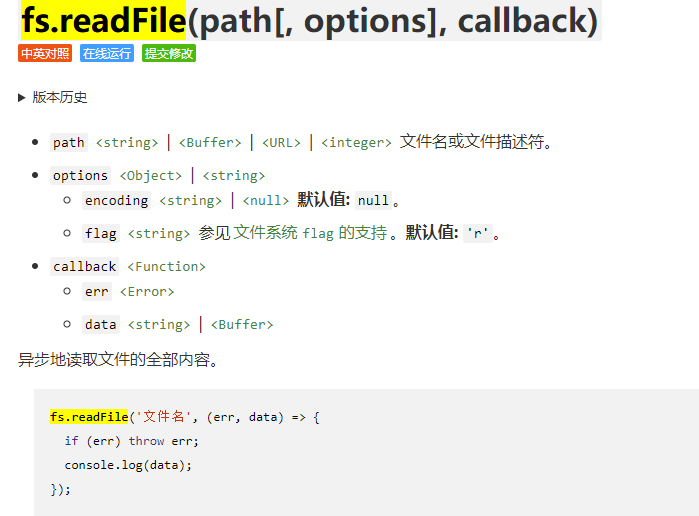 fs.readFile(path[, options], callback)
中英对照 在线运行 提交修改
▶ 版本历史
• path <string> | <Buffer> | <URL> | <integer> 文件名或文件描述符。
• options <Object> | <string>
◦ encoding <string> | <null> 默认值: null。
◦ flag <string> 参见文件系统 flag 的支持。默认值: 'r'。
• callback <Function>
◦ err <Error>
◦ data <string> | <Buffer>
异步地读取文件的全部内容。
fs.readFile('文件名', (err, data) => {
  if (err) throw err;
  console.log(data);
});